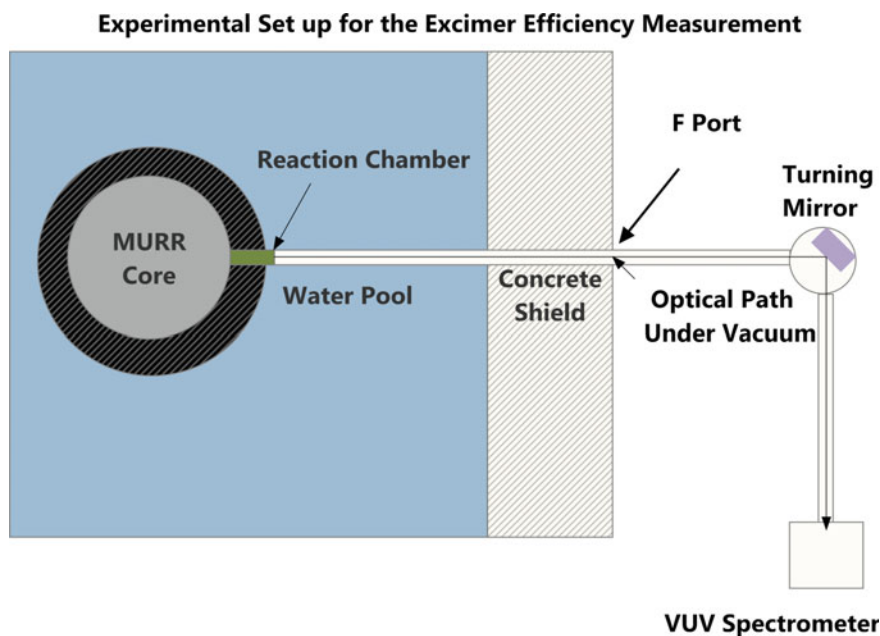 Experimental Set up for the Excimer Efficiency Measurement
F Port
Reaction Chamber
Turning
Mirror
MURR
Core
Water Pool
Concrete
Shield
Optical Path
Under Vacuum
VUV Spectrometer